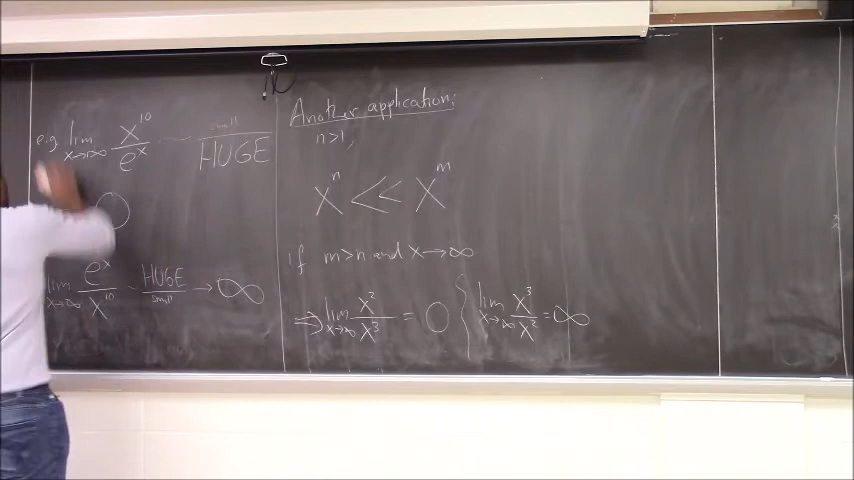 e.g. lim x→∞ x^10 / e^x ~ small / HUGE
0
lim x→∞ e^x / x^10 ~ HUGE / small → ∞
Another application:
n>1,
x^n << x^m
if m>n and x→∞
⇒ lim x→∞ x^2 / x^3 = 0 { lim x→∞ x^3 / x^2 = ∞